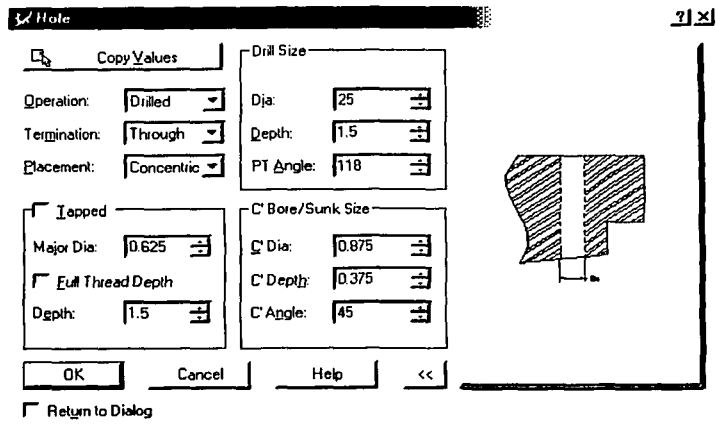 Hole
Copy Values
Operation: Drilled
Termination: Through
Placement: Concentric
Drill Size
Dia: 25
Depth: 1.5
PT Angle: 118
Tapped
Major Dia: 0.625
Full Thread Depth
Depth: 1.5
C' Bore/Sunk Size
C' Dia: 0.875
C' Depth: 0.375
C' Angle: 45
OK Cancel Help <<
Return to Dialog